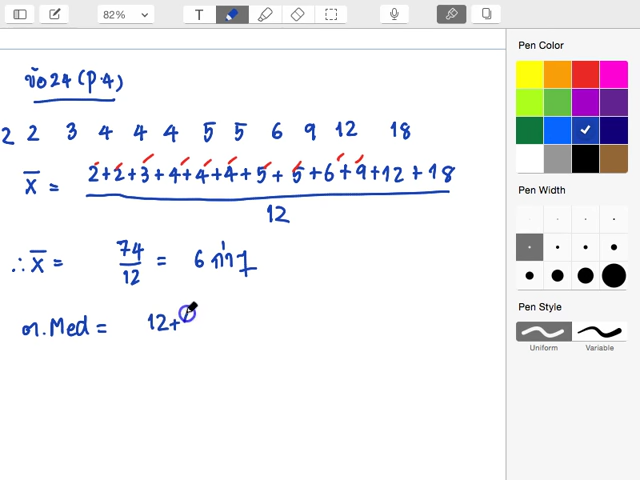 82%
T
ข้อ 24 (P.4)
2 2 3 4 4 4 5 5 6 9 12 18
X̅ = 2+2+3+4+4+4+5+5+6+9+12+18
12
∴ X̅ = 74/12 = 6 กว่าๆ
ต.Med = 12+
Pen Color
Pen Width
Pen Style
Uniform
Variable